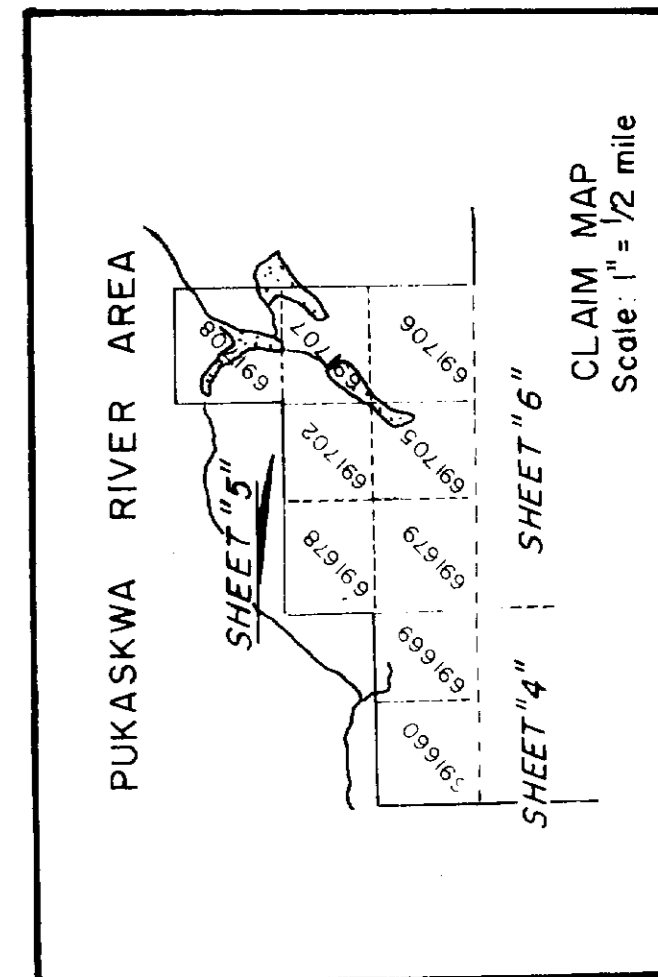 PUKASKWA RIVER AREA
691708
SHEET "5"
691678 691702 691707
691660 691669 691679 691705 691706
SHEET "4" SHEET "6"
CLAIM MAP
Scale: 1" = 1/2 mile